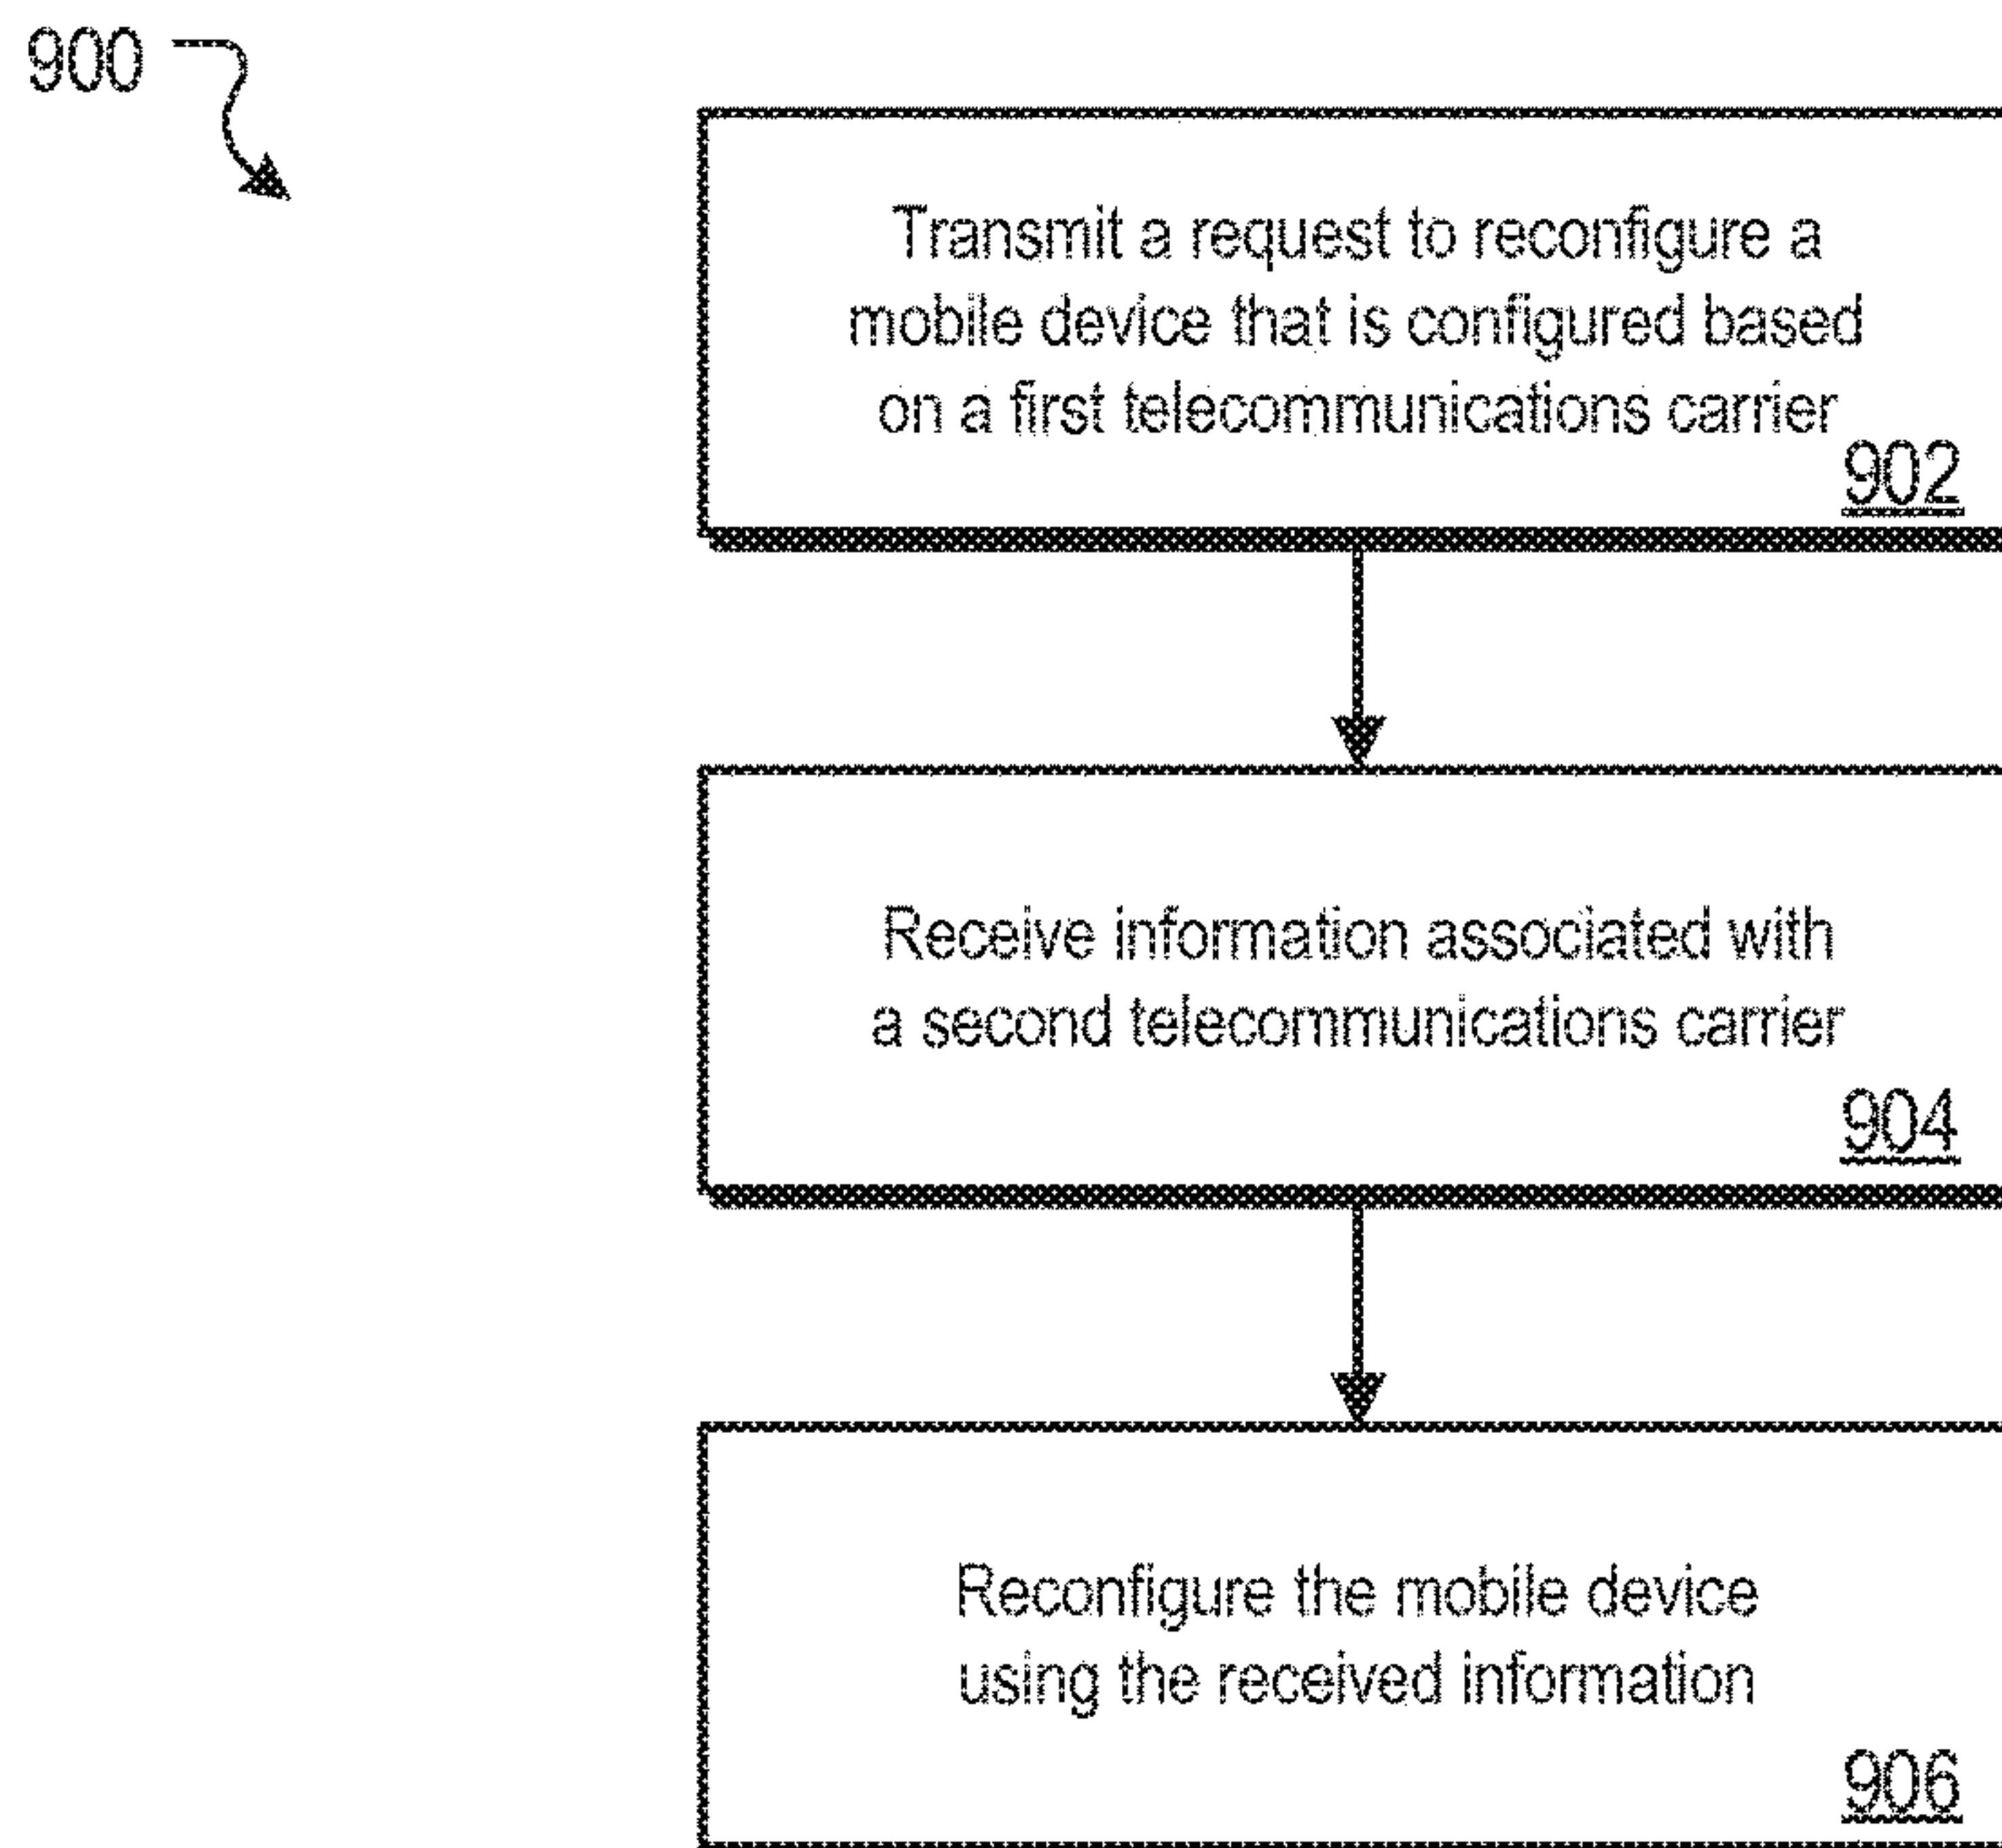 900
Transmit a request to reconfigure a
mobile device that is configured based
on a first telecommunications carrier
902
Receive information associated with
a second telecommunications carrier
904
Reconfigure the mobile device
using the received information
906